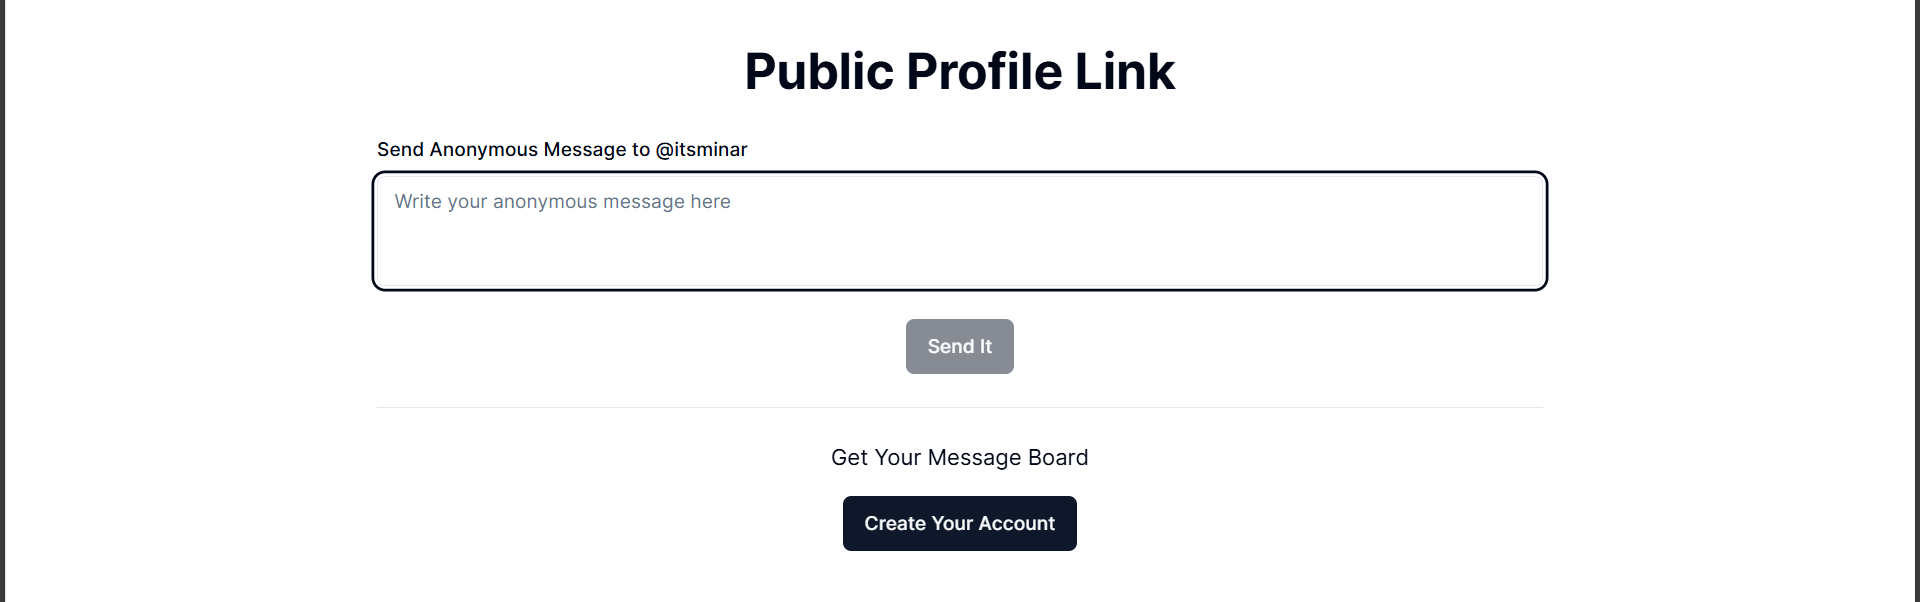 Public Profile Link
Send Anonymous Message to @itsminar
Write your anonymous message here
Send It
Get Your Message Board
Create Your Account